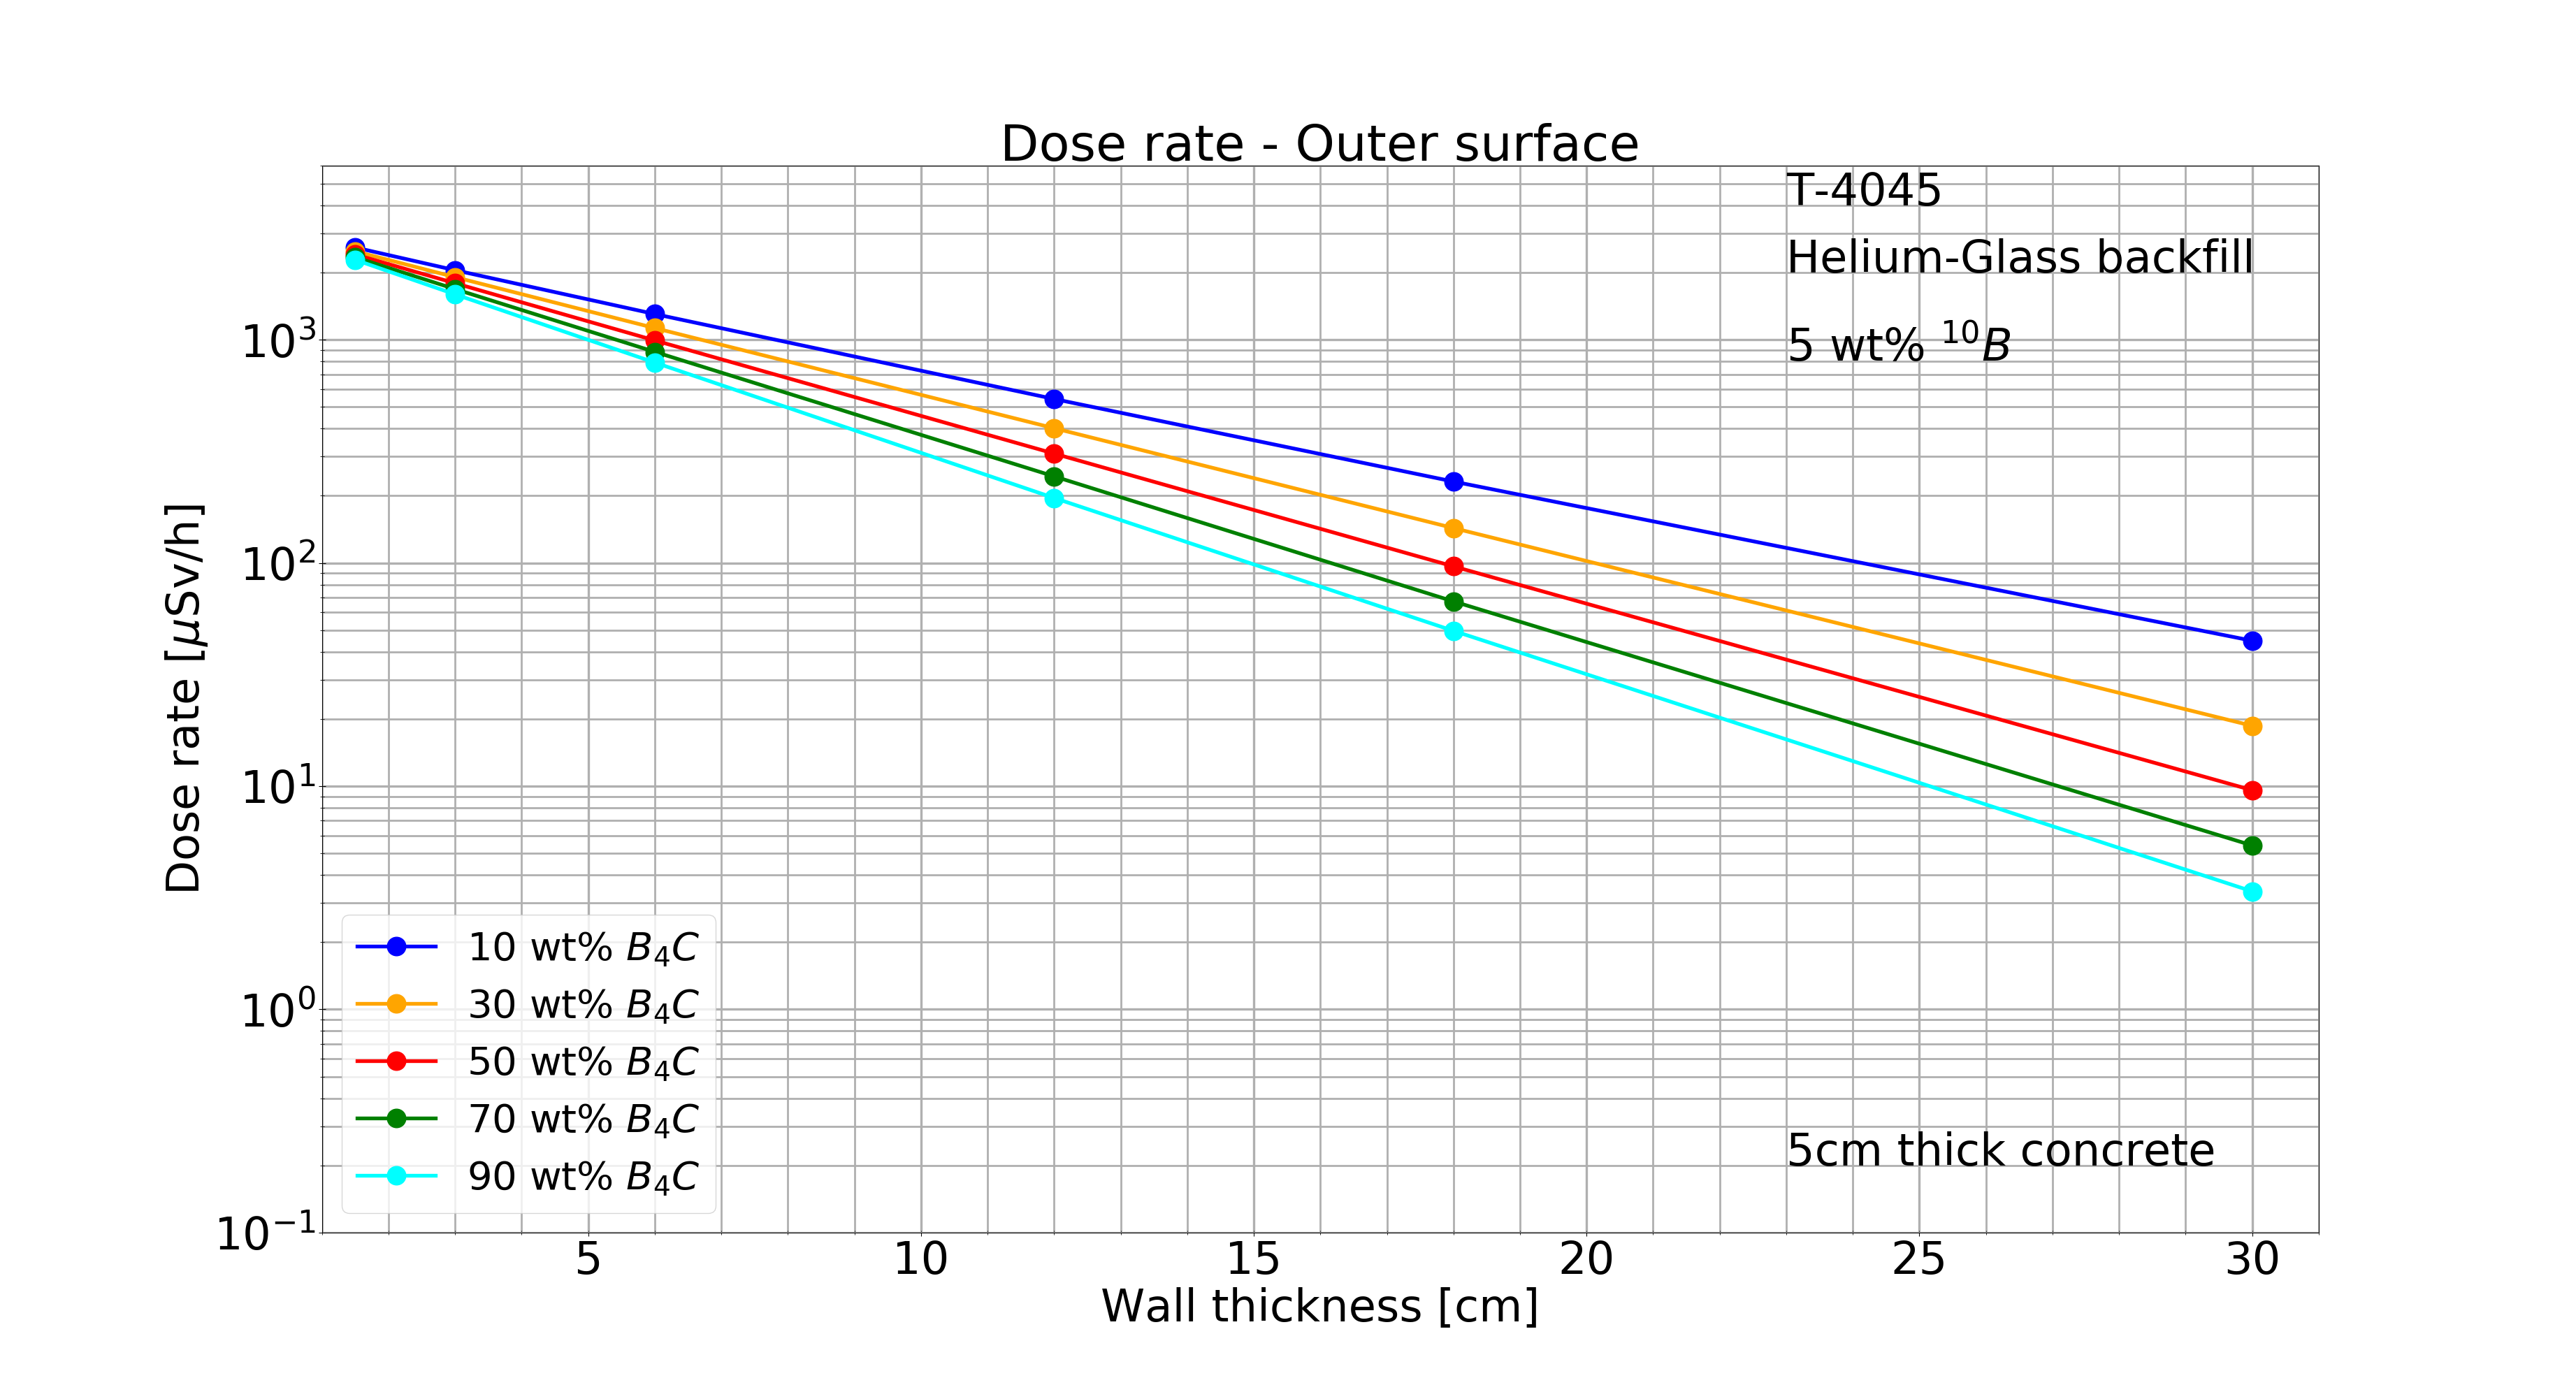 Dose rate - Outer surface
T-4045
Helium-Glass backfill
5 wt% ¹⁰B
10³
10²
10¹
10⁰
10⁻¹
Dose rate [μSv/h]
10 wt% B₄C
30 wt% B₄C
50 wt% B₄C
70 wt% B₄C
90 wt% B₄C
5cm thick concrete
5 10 15 20 25 30
Wall thickness [cm]